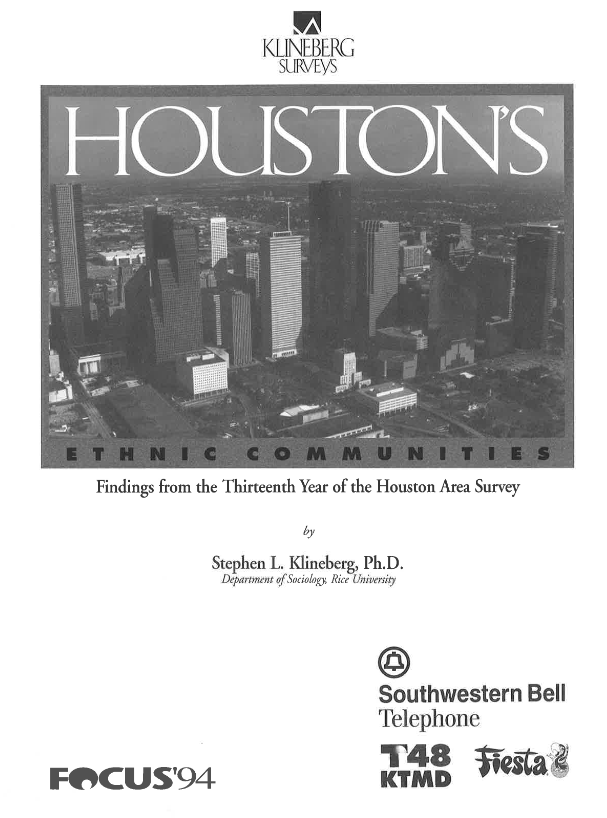 KLINEBERG
SURVEYS
HOUSTON'S
ETHNIC COMMUNITIES
Findings from the Thirteenth Year of the Houston Area Survey
by
Stephen L. Klineberg, Ph.D.
Department of Sociology, Rice University
Southwestern Bell
Telephone
T48
KTMD
Fiesta
FOCUS'94